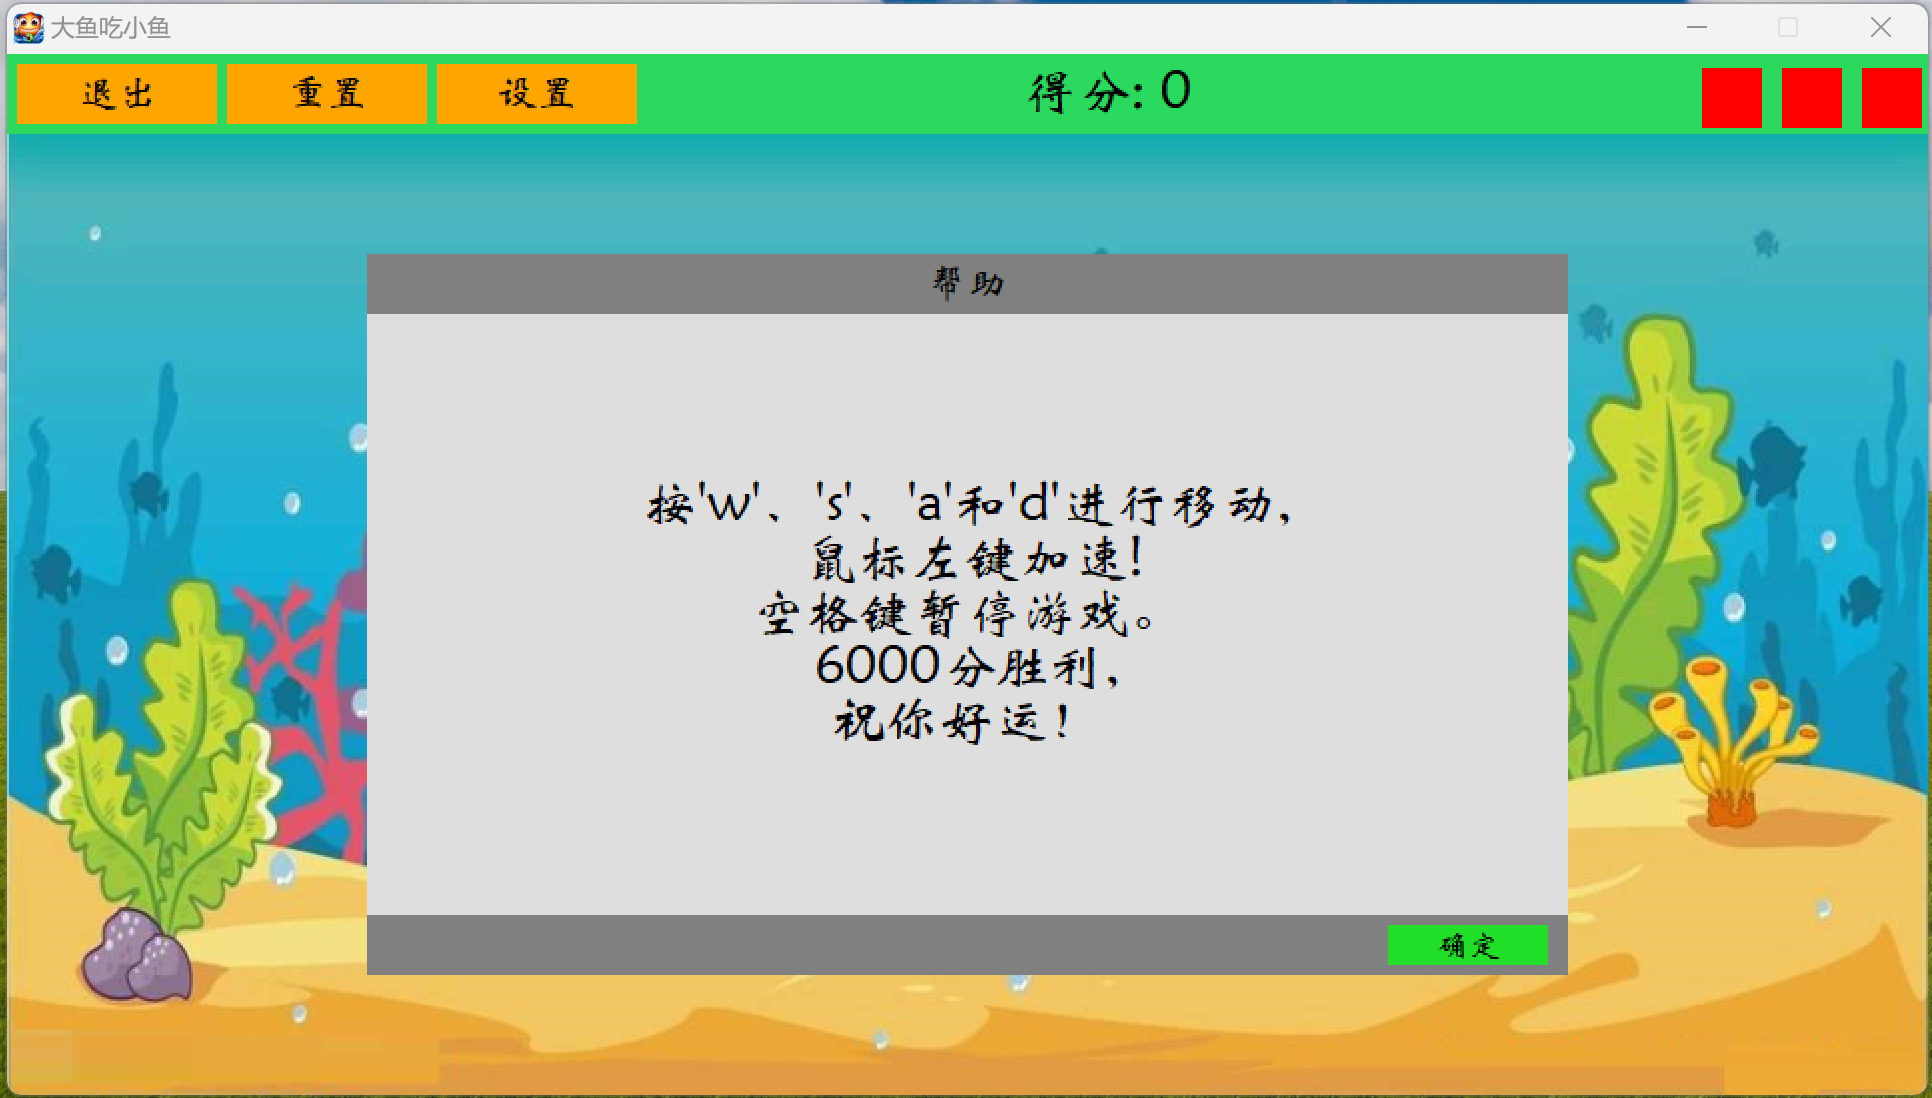 大鱼吃小鱼
退出
重置
设置
得分: 0
帮助
按'w'、's'、'a'和'd'进行移动,
鼠标左键加速!
空格键暂停游戏。
6000分胜利,
祝你好运!
确定